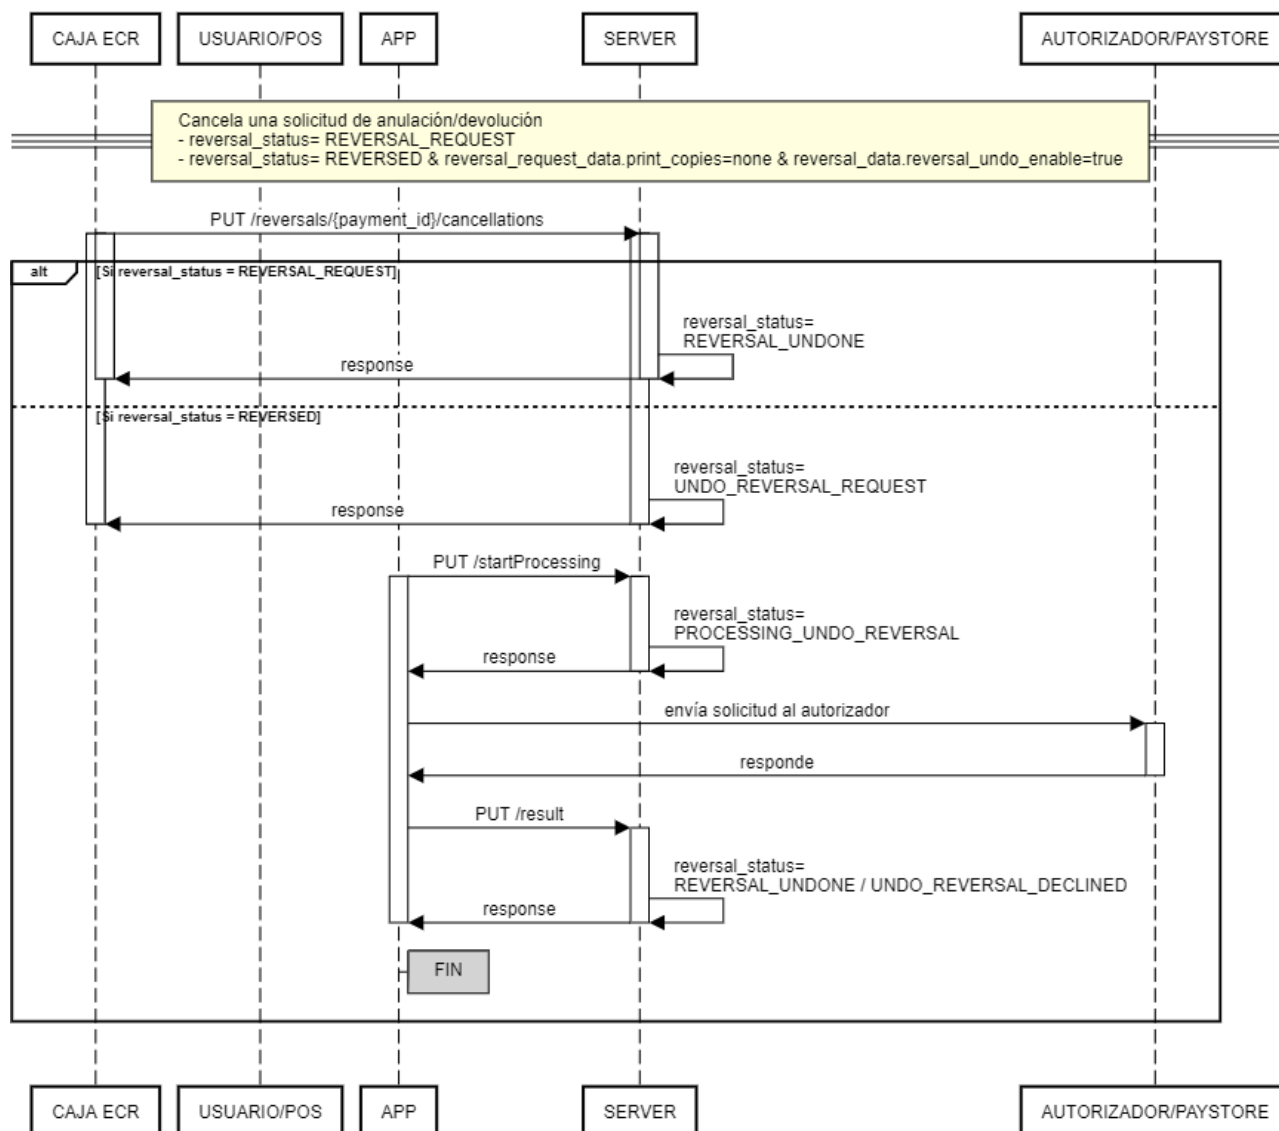 CAJA ECR
USUARIO/POS
APP
SERVER
AUTORIZADOR/PAYSTORE
Cancela una solicitud de anulación/devolución
- reversal_status= REVERSAL_REQUEST
- reversal_status= REVERSED & reversal_request_data.print_copies=none & reversal_data.reversal_undo_enable=true
PUT /reversals/{payment_id}/cancellations
alt
[Si reversal_status = REVERSAL_REQUEST]
reversal_status=
REVERSAL_UNDONE
response
[Si reversal_status = REVERSED]
reversal_status=
UNDO_REVERSAL_REQUEST
response
PUT /startProcessing
reversal_status=
PROCESSING_UNDO_REVERSAL
response
envía solicitud al autorizador
responde
PUT /result
reversal_status=
REVERSAL_UNDONE / UNDO_REVERSAL_DECLINED
response
FIN
CAJA ECR
USUARIO/POS
APP
SERVER
AUTORIZADOR/PAYSTORE